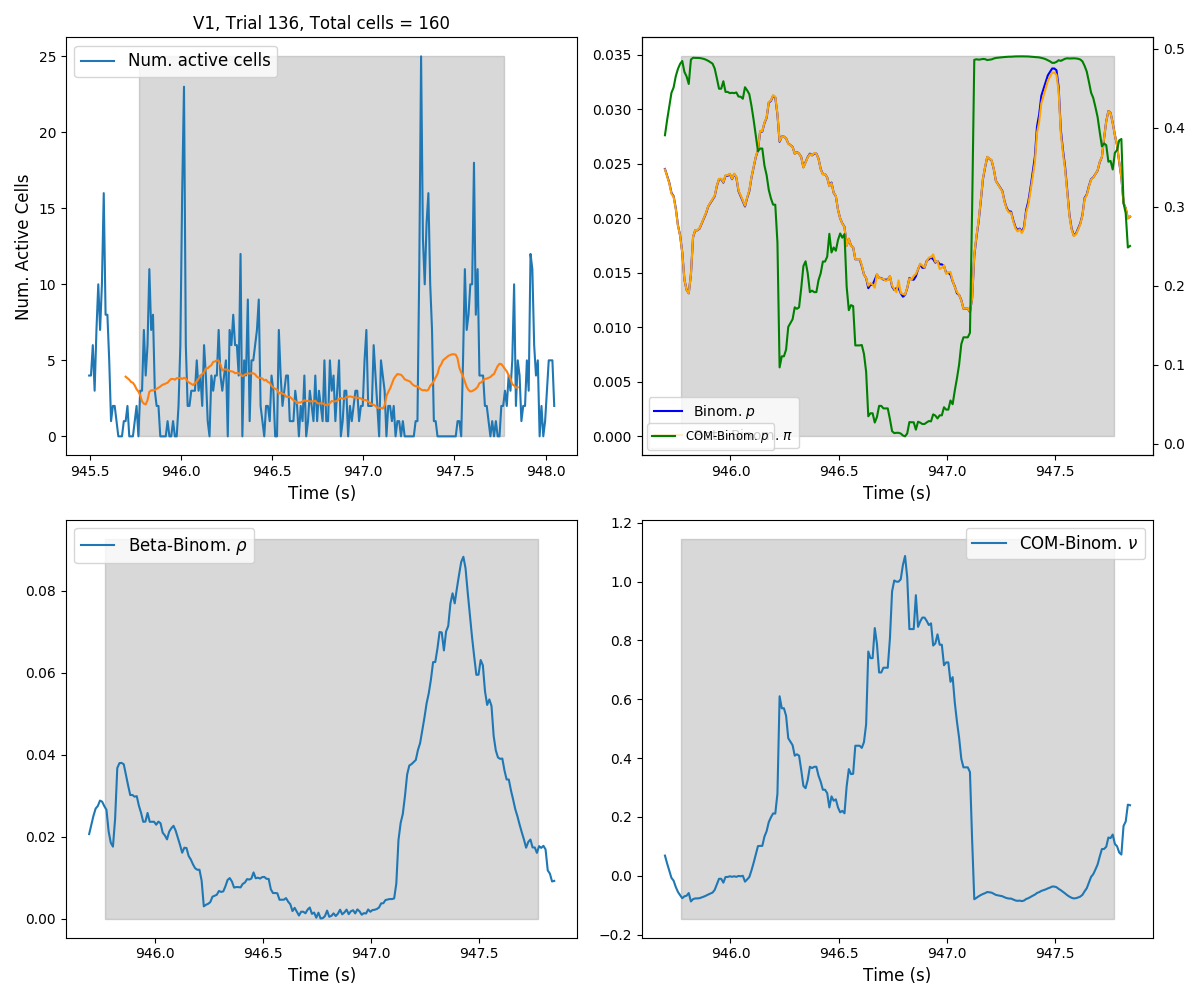 V1, Trial 136, Total cells = 160
Num. active cells
Num. Active Cells
25
20
15
10
5
0
945.5 946.0 946.5 947.0 947.5 948.0
Time (s)
0.035
0.030
0.025
0.020
0.015
0.010
0.005
0.000
0.5
0.4
0.3
0.2
0.1
0.0
Binom. p
COM-Binom. p . π
946.0 946.5 947.0 947.5
Time (s)
Beta-Binom. ρ
0.08
0.06
0.04
0.02
0.00
946.0 946.5 947.0 947.5
Time (s)
COM-Binom. ν
1.2
1.0
0.8
0.6
0.4
0.2
0.0
−0.2
946.0 946.5 947.0 947.5
Time (s)